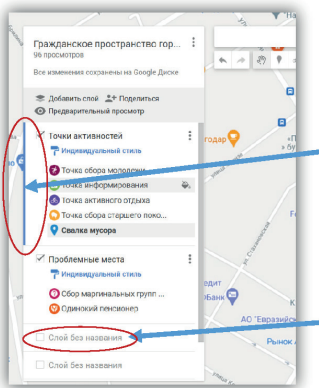 Гражданское пространство гор...
96 просмотров
Все изменения сохранены на Google Диске
Добавить слой Поделиться
Предварительный просмотр
Точки активностей
Индивидуальный стиль
Точка сбора молодежи
Точка информирования
Точка активного отдыха
Точка сбора старшего поко...
Свалка мусора
Проблемные места
Индивидуальный стиль
Сбор маргинальных групп ...
Одинокий пенсионер
Слой без названия
Слой без названия
АО "Евразийс
Рынок